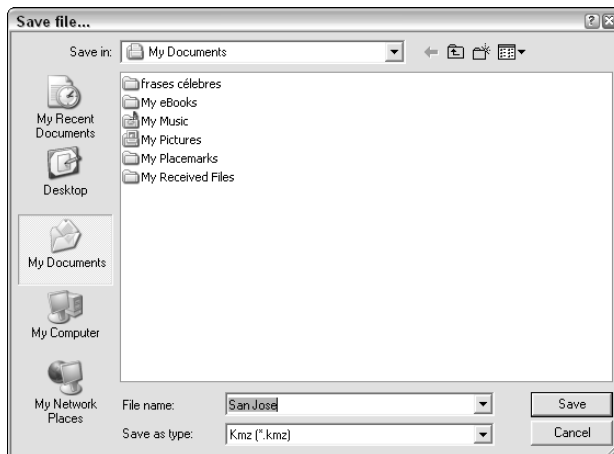 Save file...
Save in:
My Documents
My Recent
Documents
Desktop
My Documents
My Computer
My Network
Places
frases célebres
My eBooks
My Music
My Pictures
My Placemarks
My Received Files
File name:
San Jose
Save
Save as type:
Kmz (*.kmz)
Cancel